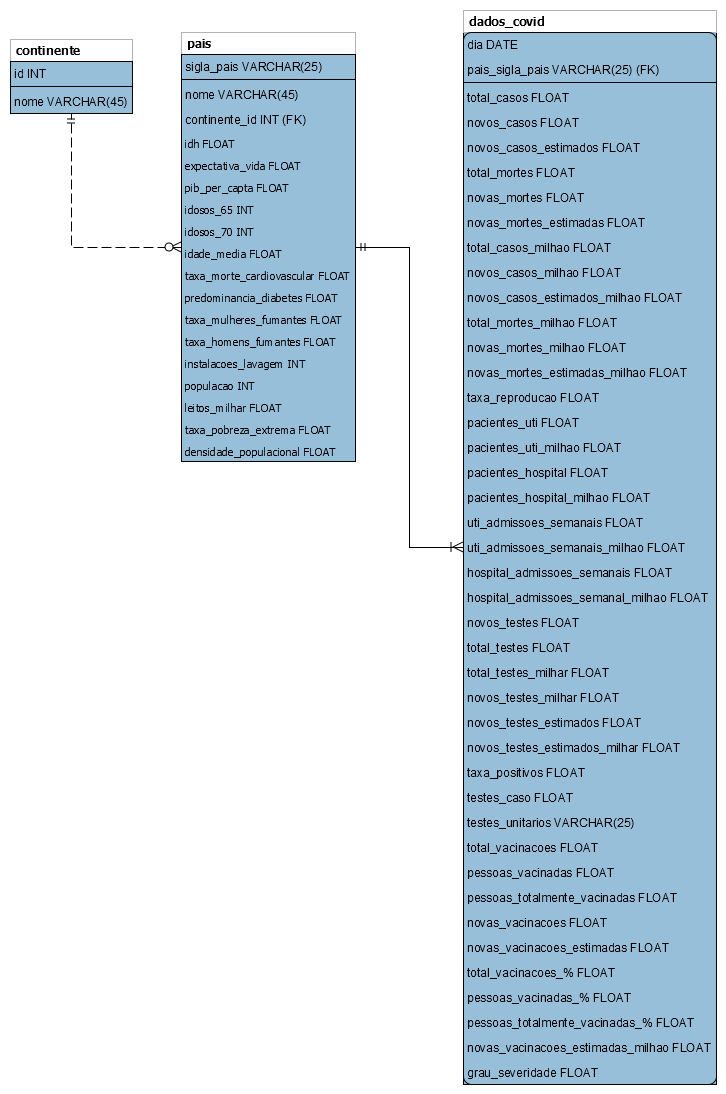 continente
id INT
nome VARCHAR(45)
pais
sigla_pais VARCHAR(25)
nome VARCHAR(45)
continente_id INT (FK)
idh FLOAT
expectativa_vida FLOAT
pib_per_capta FLOAT
idosos_65 INT
idosos_70 INT
idade_media FLOAT
taxa_morte_cardiovascular FLOAT
predominancia_diabetes FLOAT
taxa_mulheres_fumantes FLOAT
taxa_homens_fumantes FLOAT
instalacoes_lavagem INT
populacao INT
leitos_milhar FLOAT
taxa_pobreza_extrema FLOAT
densidade_populacional FLOAT
dados_covid
dia DATE
pais_sigla_pais VARCHAR(25) (FK)
total_casos FLOAT
novos_casos FLOAT
novos_casos_estimados FLOAT
total_mortes FLOAT
novas_mortes FLOAT
novas_mortes_estimadas FLOAT
total_casos_milhao FLOAT
novos_casos_milhao FLOAT
novos_casos_estimados_milhao FLOAT
total_mortes_milhao FLOAT
novas_mortes_milhao FLOAT
novas_mortes_estimadas_milhao FLOAT
taxa_reproducao FLOAT
pacientes_uti FLOAT
pacientes_uti_milhao FLOAT
pacientes_hospital FLOAT
pacientes_hospital_milhao FLOAT
uti_admissoes_semanais FLOAT
uti_admissoes_semanais_milhao FLOAT
hospital_admissoes_semanais FLOAT
hospital_admissoes_semanal_milhao FLOAT
novos_testes FLOAT
total_testes FLOAT
total_testes_milhar FLOAT
novos_testes_milhar FLOAT
novos_testes_estimados FLOAT
novos_testes_estimados_milhar FLOAT
taxa_positivos FLOAT
testes_caso FLOAT
testes_unitarios VARCHAR(25)
total_vacinacoes FLOAT
pessoas_vacinadas FLOAT
pessoas_totalmente_vacinadas FLOAT
novas_vacinacoes FLOAT
novas_vacinacoes_estimadas FLOAT
total_vacinacoes_% FLOAT
pessoas_vacinadas_% FLOAT
pessoas_totalmente_vacinadas_% FLOAT
novas_vacinacoes_estimadas_milhao FLOAT
grau_severidade FLOAT